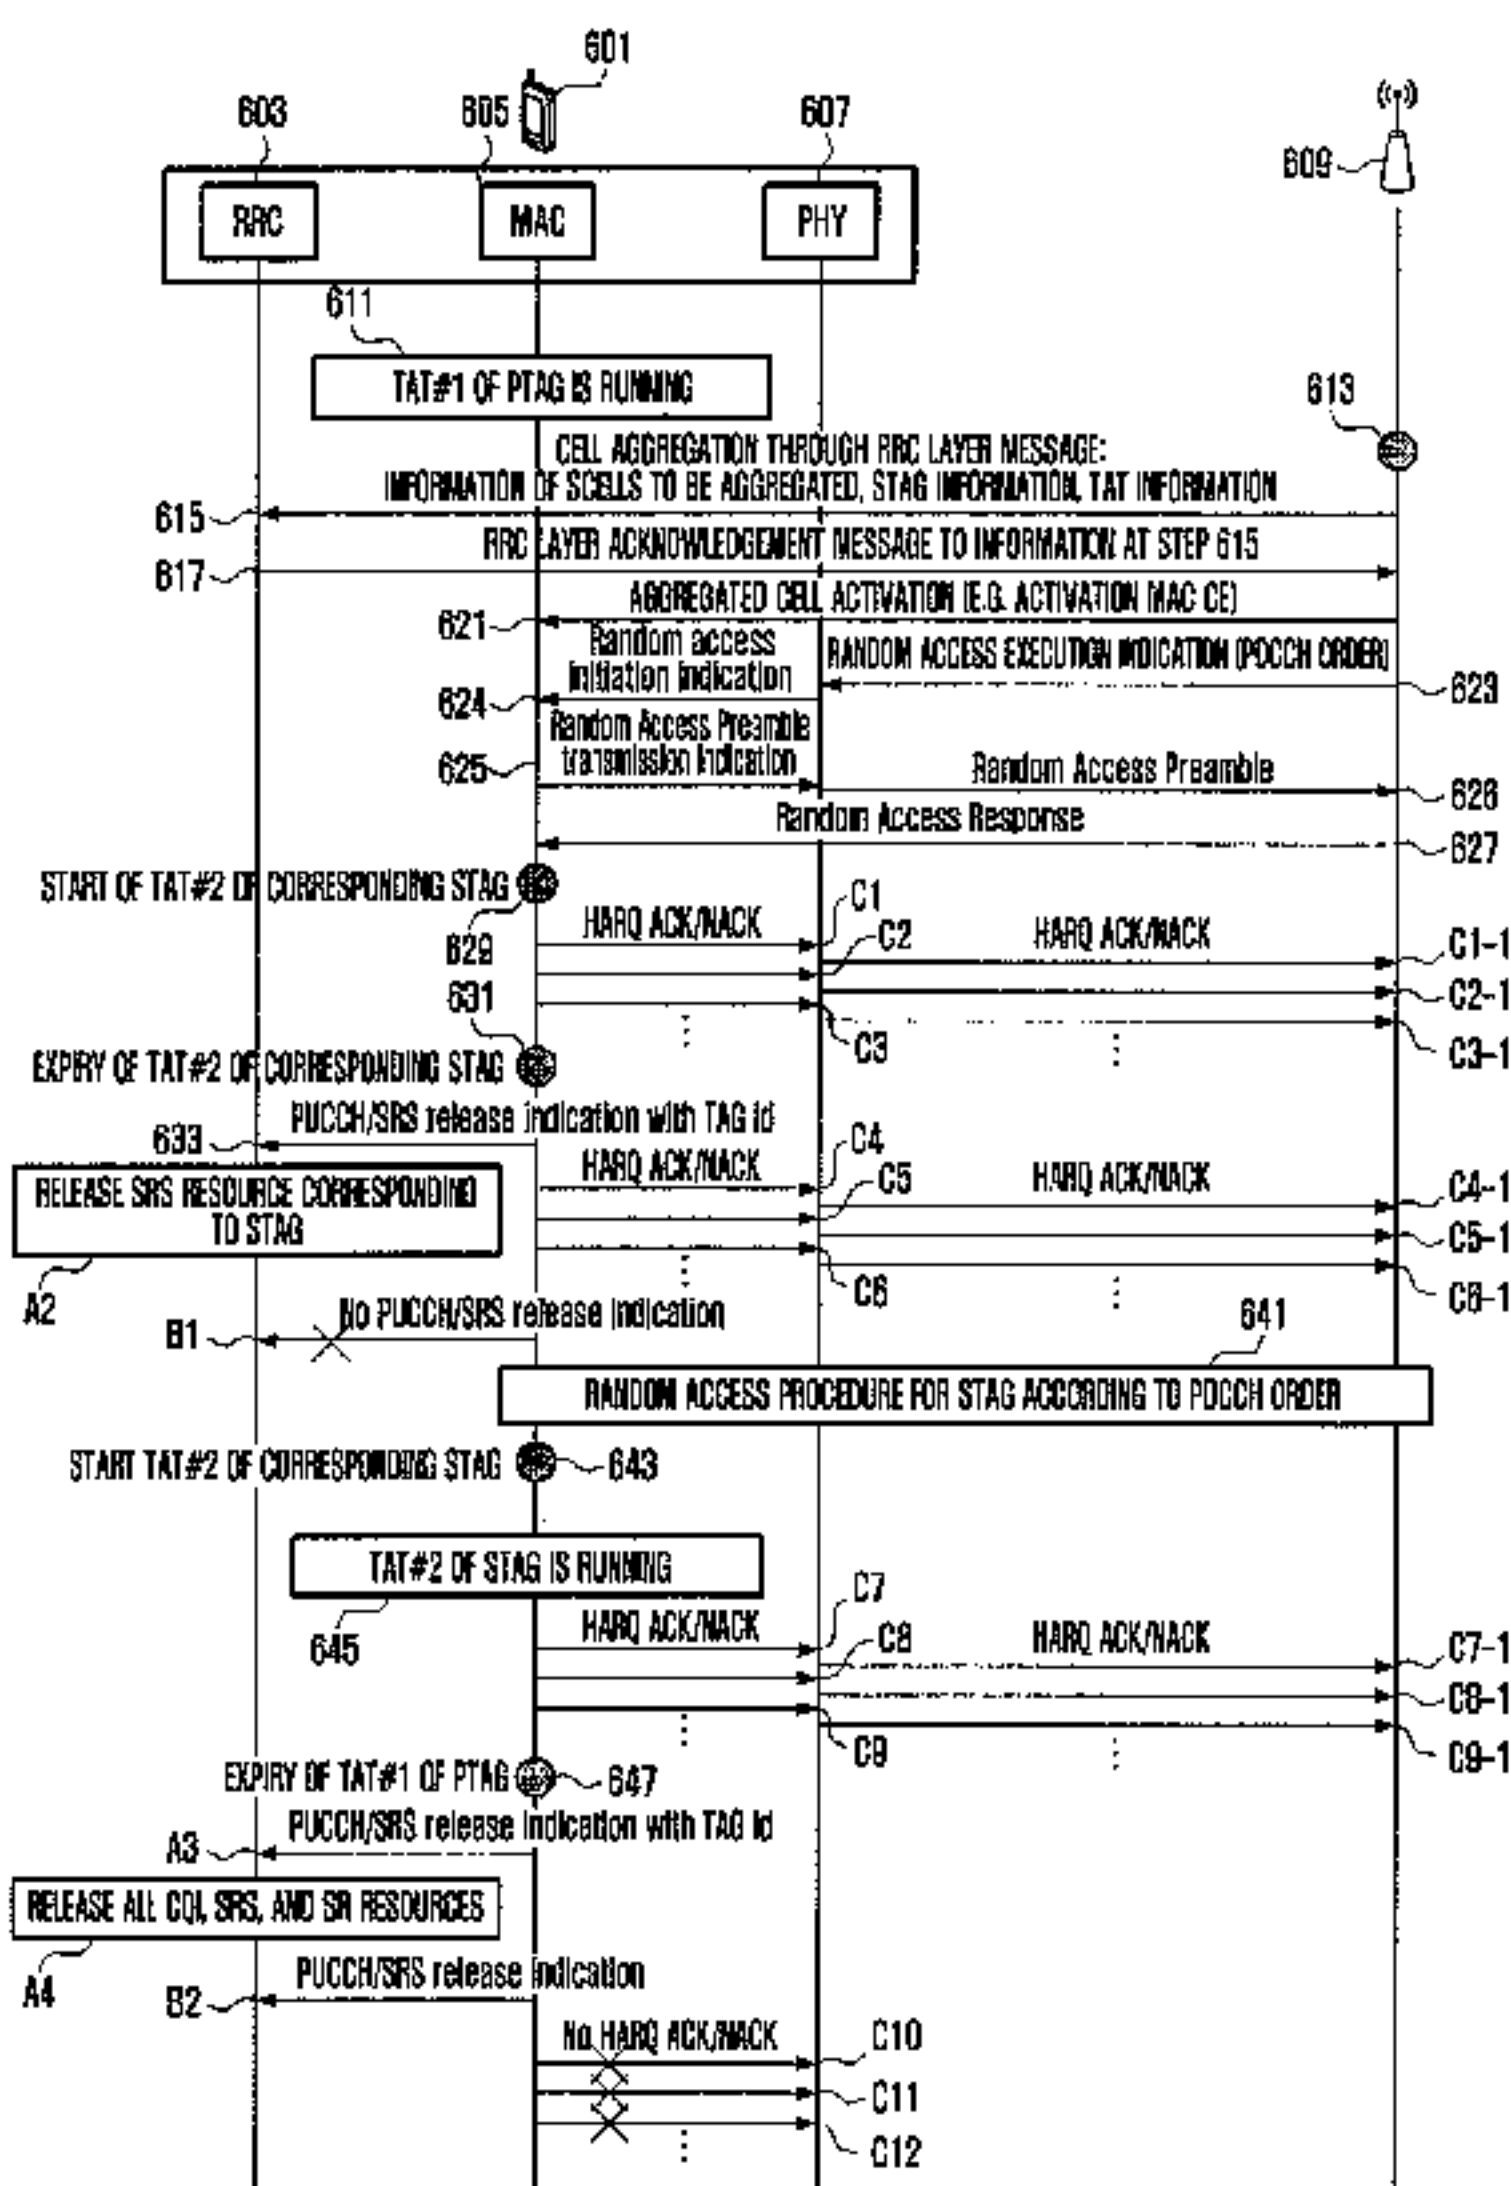 601
603
605
607
609
RRC
MAC
PHY
611
TAT#1 OF PTAG IS RUNNING
613
CELL AGGREGATION THROUGH RRC LAYER MESSAGE:
INFORMATION OF SCELLS TO BE AGGREGATED, STAG INFORMATION, TAT INFORMATION
615
RRC LAYER ACKNOWLEDGEMENT MESSAGE TO INFORMATION AT STEP 615
617
AGGREGATED CELL ACTIVATION (E.G. ACTIVATION MAC CE)
621
Random access
initiation indication
RANDOM ACCESS EXECUTION INDICATION (PDCCH ORDER)
623
624
Random Access Preamble
transmission indication
625
Random Access Preamble
626
Random Access Response
627
START OF TAT#2 OF CORRESPONDING STAG
629
HARQ ACK/NACK
C1
C2
HARQ ACK/NACK
C1-1
C2-1
631
C3
C3-1
EXPIRY OF TAT#2 OF CORRESPONDING STAG
PUCCH/SRS release indication with TAG id
633
HARQ ACK/NACK
C4
HARQ ACK/NACK
C4-1
RELEASE SRS RESOURCE CORRESPONDING
TO STAG
C5
C5-1
A2
C6
C6-1
No PUCCH/SRS release indication
B1
641
RANDOM ACCESS PROCEDURE FOR STAG ACCORDING TO PDCCH ORDER
START TAT#2 OF CORRESPONDING STAG
643
TAT#2 OF STAG IS RUNNING
645
HARQ ACK/NACK
C7
C8
HARQ ACK/NACK
C7-1
C8-1
C9
C9-1
EXPIRY OF TAT#1 OF PTAG
647
PUCCH/SRS release indication with TAG id
A3
RELEASE ALL CQI, SRS, AND SR RESOURCES
A4
PUCCH/SRS release indication
B2
No HARQ ACK/NACK
C10
C11
C12